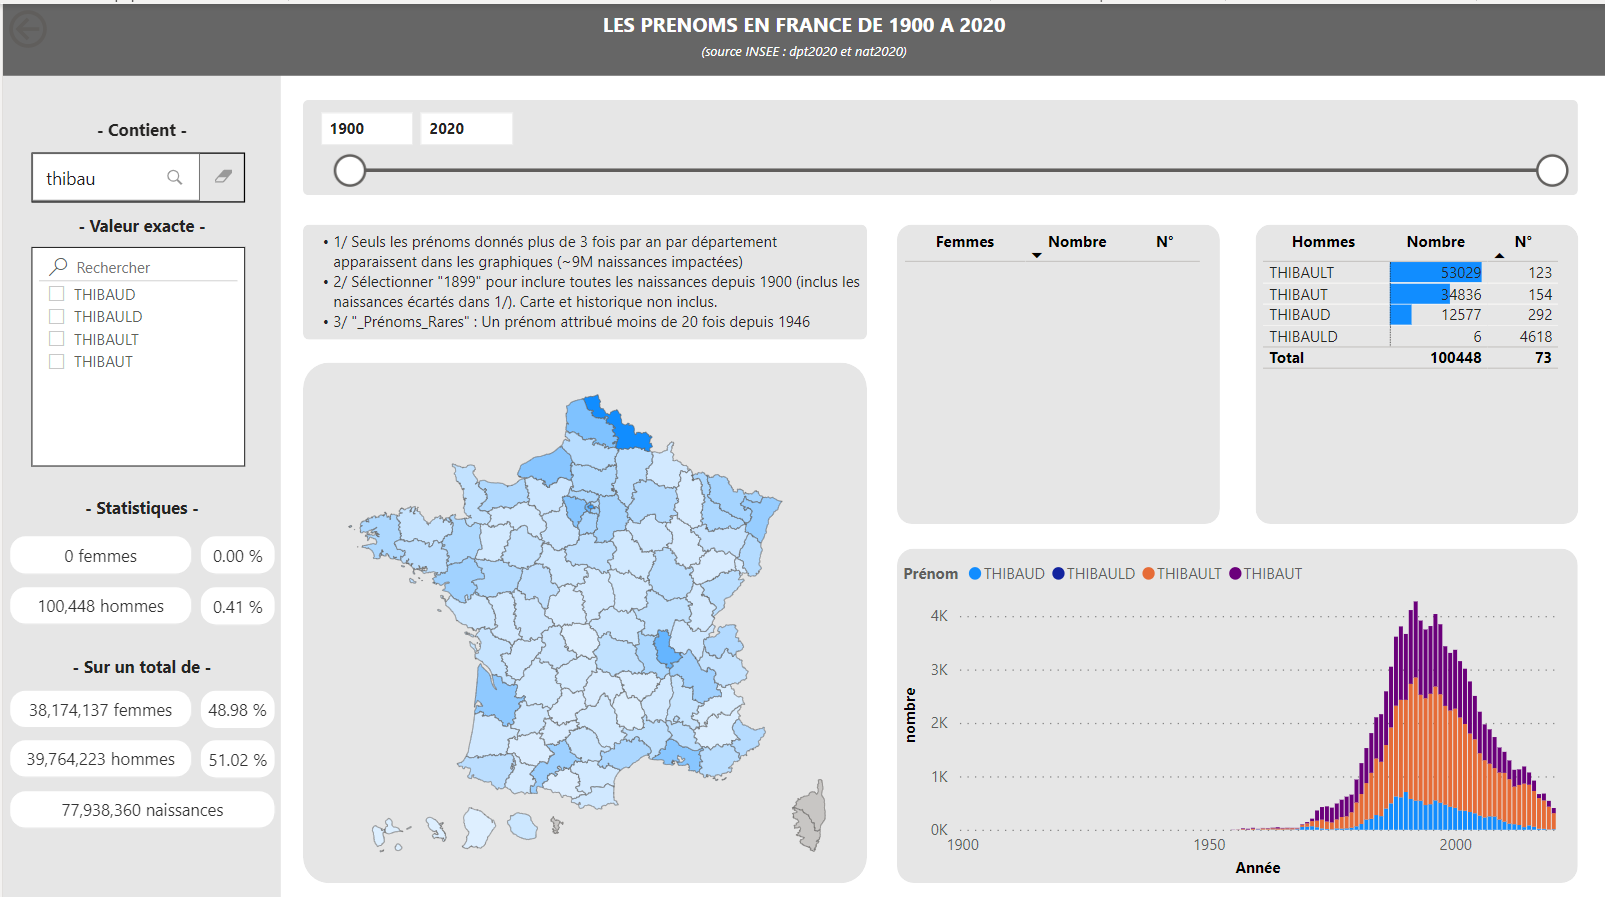 LES PRENOMS EN FRANCE DE 1900 A 2020
(source INSEE : dpt2020 et nat2020)
- Contient -
thibau
- Valeur exacte -
Rechercher
THIBAUD
THIBAULD
THIBAULT
THIBAUT
- Statistiques -
0 femmes 0.00 %
100,448 hommes 0.41 %
- Sur un total de -
38,174,137 femmes 48.98 %
39,764,223 hommes 51.02 %
77,938,360 naissances
1900 2020
• 1/ Seuls les prénoms donnés plus de 3 fois par an par département
apparaissent dans les graphiques (~9M naissances impactées)
• 2/ Sélectionner "1899" pour inclure toutes les naissances depuis 1900 (inclus les
naissances écartés dans 1/). Carte et historique non inclus.
• 3/ "_Prénoms_Rares" : Un prénom attribué moins de 20 fois depuis 1946
Femmes Nombre N°
Hommes Nombre N°
THIBAULT 53029 123
THIBAUT 34836 154
THIBAUD 12577 292
THIBAULD 6 4618
Total 100448 73
Prénom THIBAUD THIBAULD THIBAULT THIBAUT
4K
3K
2K
1K
0K
nombre
1900 1950 2000
Année